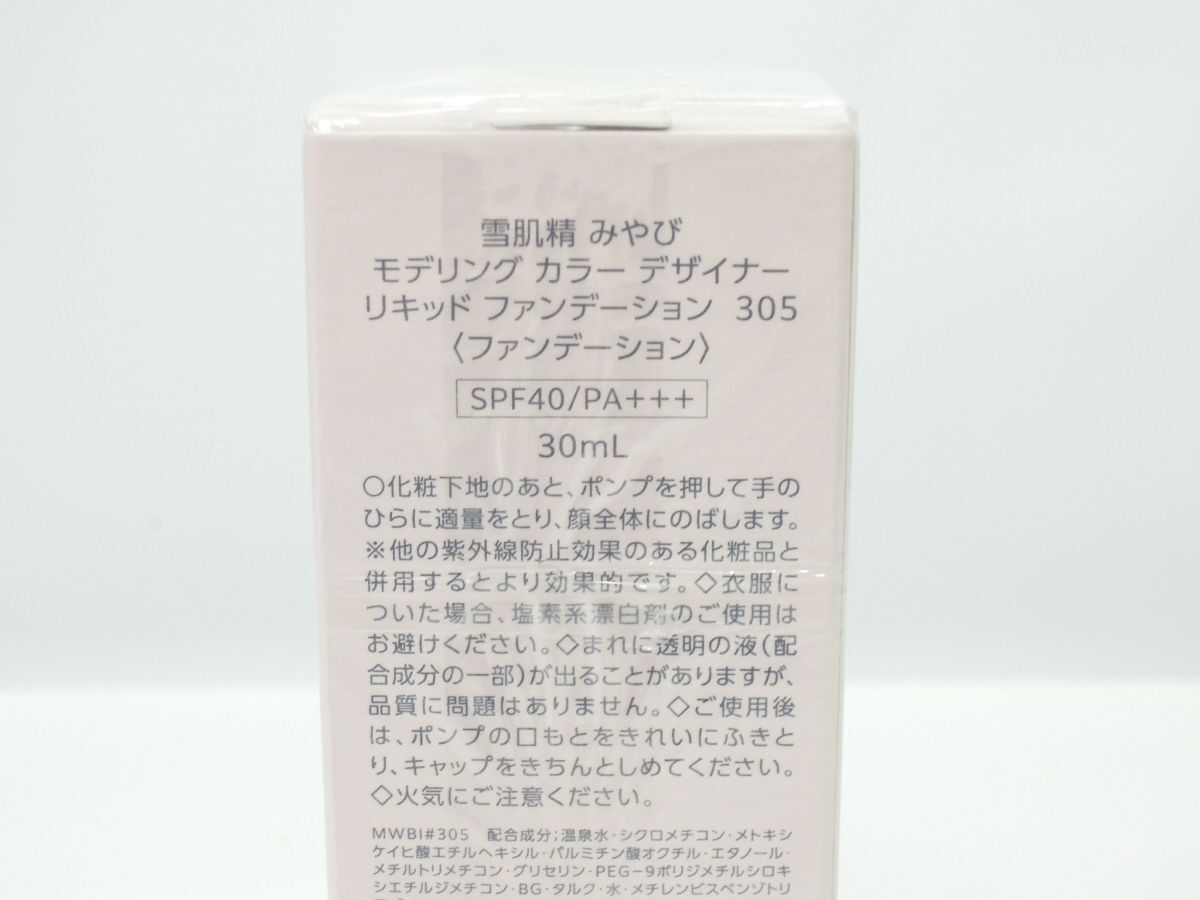 雪肌精 みやび
モデリング カラー デザイナー
リキッド ファンデーション 305
〈ファンデーション〉
SPF40/PA+++
30mL
○化粧下地のあと、ポンプを押して手の
ひらに適量をとり、顔全体にのばします。
※他の紫外線防止効果のある化粧品と
併用するとより効果的です。◇衣服に
ついた場合、塩素系漂白剤のご使用は
お避けください。◇まれに透明の液(配
合成分の一部)が出ることがありますが、
品質に問題はありません。◇ご使用後
は、ポンプの口もとをきれいにふきと
り、キャップをきちんとしめてください。
◇火気にご注意ください。
MWBI#305 配合成分;温泉水・シクロメチコン・メトキシ
ケイヒ酸エチルヘキシル・パルミチン酸オクチル・エタノール・
メチルトリメチコン・グリセリン・PEG-9ポリジメチルシロキ
シエチルジメチコン・BG・タルク・水・メチレンビスベンゾトリ